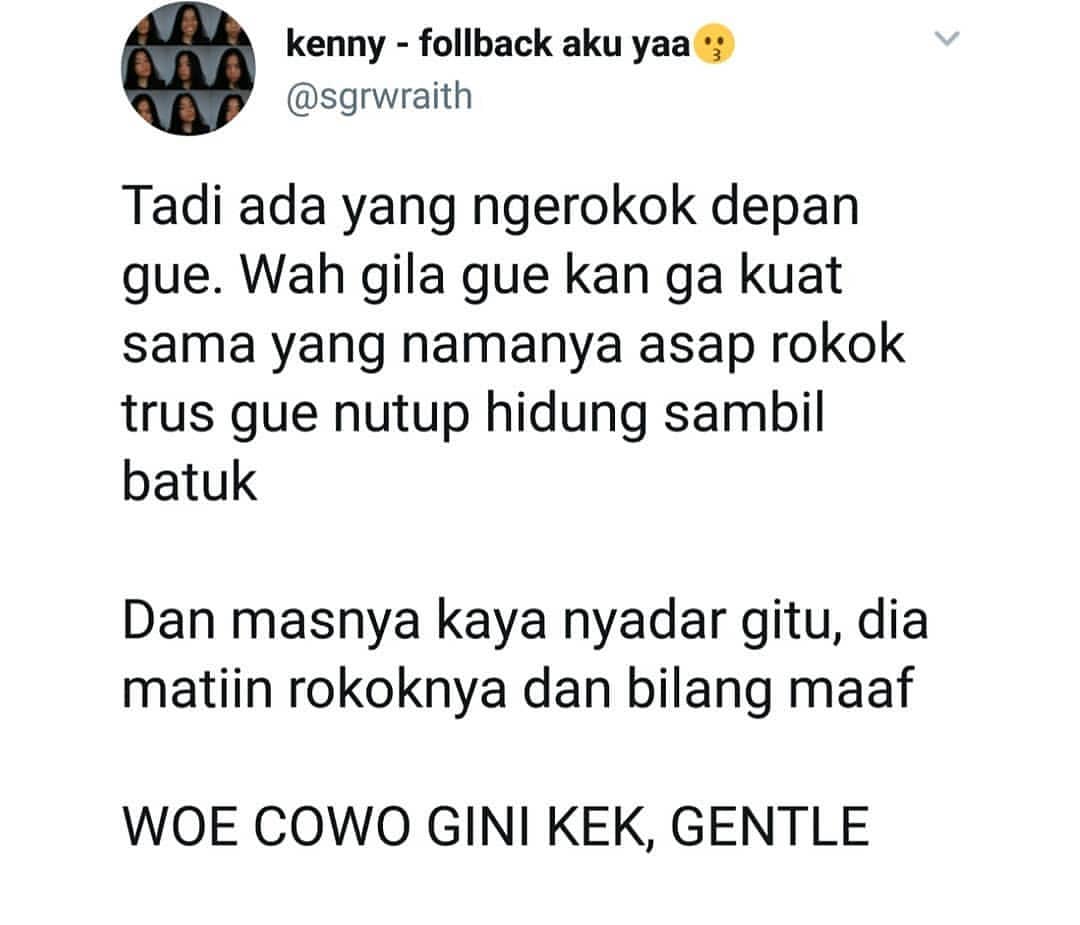 kenny - follback aku yaa😗
@sgrwraith
Tadi ada yang ngerokok depan
gue. Wah gila gue kan ga kuat
sama yang namanya asap rokok
trus gue nutup hidung sambil
batuk
Dan masnya kaya nyadar gitu, dia
matiin rokoknya dan bilang maaf
WOE COWO GINI KEK, GENTLE